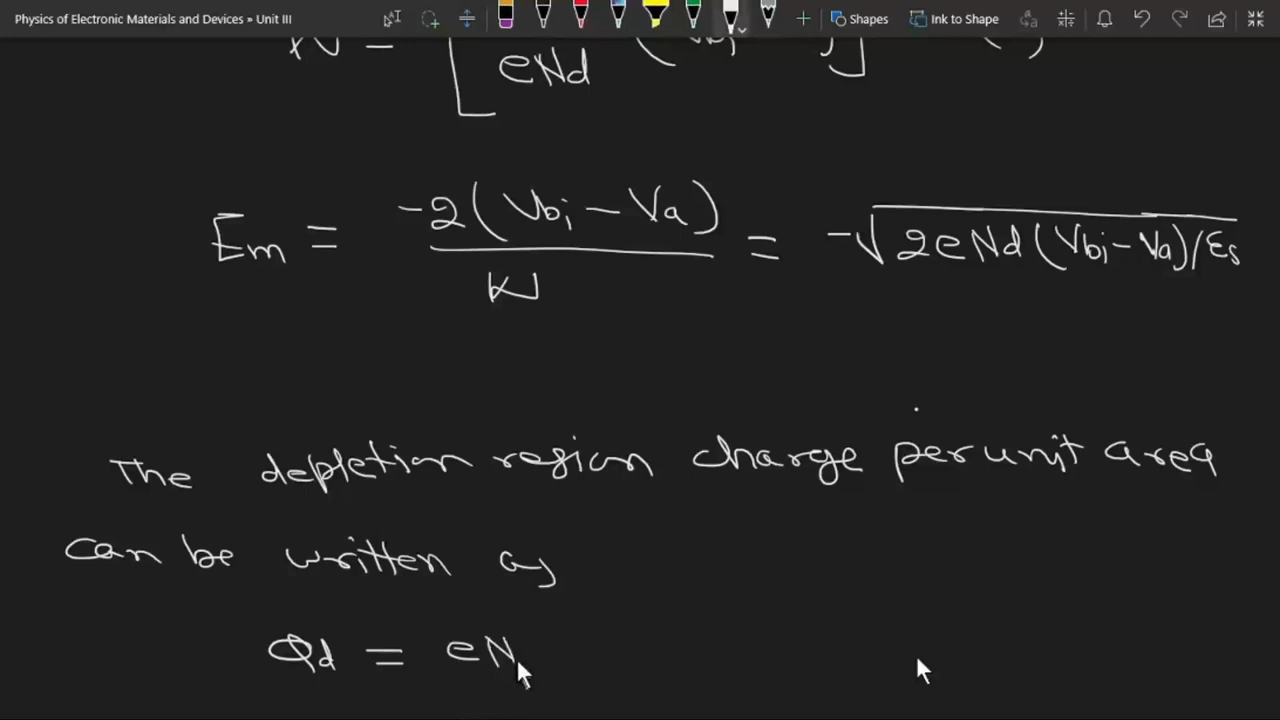 Physics of Electronic Materials and Devices » Unit III
Shapes
Ink to Shape
eNd
Em = -2(Vbi - Va) / W = -√2eNd(Vbi-Va)/εs
The depletion region charge per unit area
can be written as
Qd = eN